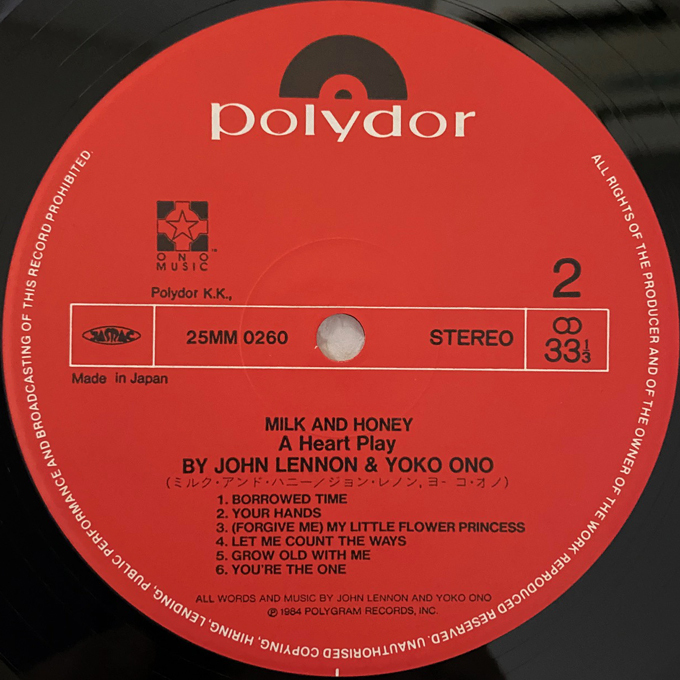 polydor
ONO
MUSIC
™
Polydor K.K.,
2
JASRAC
25MM 0260
STEREO
33 1/3
Made in Japan
MILK AND HONEY
A Heart Play
BY JOHN LENNON & YOKO ONO
(ミルク・アンド・ハニー/ジョン・レノン, ヨーコ・オノ)
1. BORROWED TIME
2. YOUR HANDS
3. (FORGIVE ME) MY LITTLE FLOWER PRINCESS
4. LET ME COUNT THE WAYS
5. GROW OLD WITH ME
6. YOU'RE THE ONE
ALL WORDS AND MUSIC BY JOHN LENNON AND YOKO ONO
℗ 1984 POLYGRAM RECORDS, INC.
ALL RIGHTS OF THE PRODUCER AND OF THE OWNER OF THE WORK REPRODUCED RESERVED. UNAUTHORISED COPYING, HIRING, LENDING, PUBLIC PERFORMANCE AND BROADCASTING OF THIS RECORD PROHIBITED.